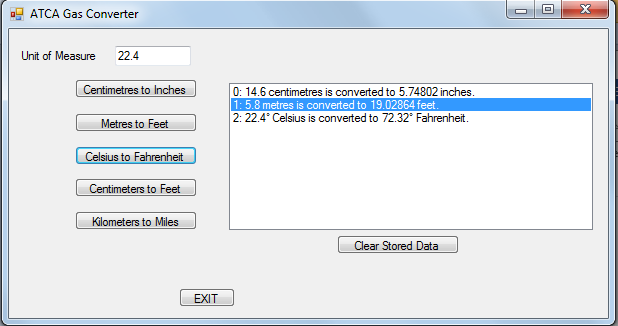 ATCA Gas Converter
Unit of Measure 22.4
Centimetres to Inches
Metres to Feet
Celsius to Fahrenheit
Centimeters to Feet
Kilometers to Miles
0: 14.6 centimetres is converted to 5.74802 inches.
1: 5.8 metres is converted to 19.02864 feet.
2: 22.4° Celsius is converted to 72.32° Fahrenheit.
Clear Stored Data
EXIT